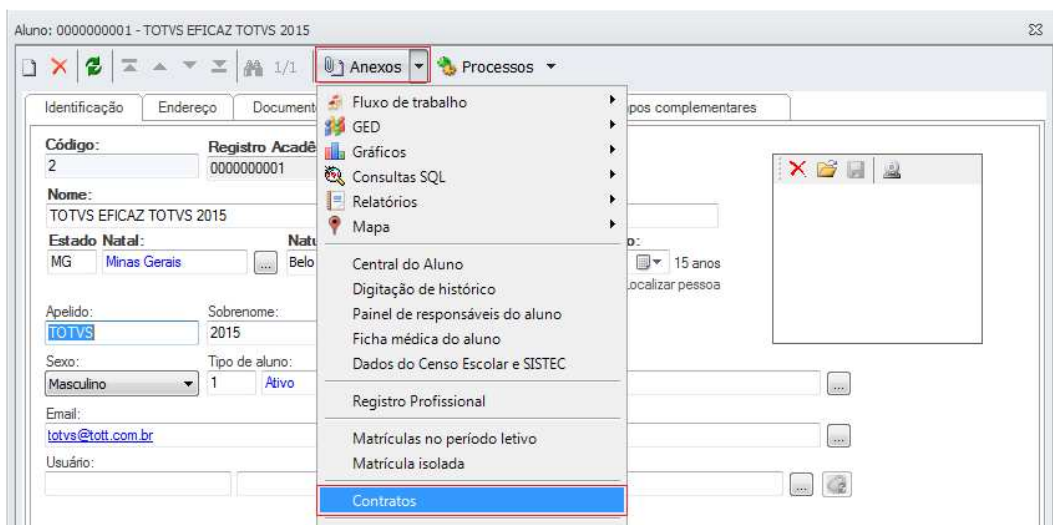 Aluno: 0000000001 - TOTVS EFICAZ TOTVS 2015
1/1 Anexos Processos
Identificação Endereço Document pos complementares
Código: Registro Acadê
2 0000000001
Nome:
TOTVS EFICAZ TOTVS 2015
Estado Natal: Natu o:
MG Minas Gerais ... Belo 15 anos
ocalizar pessoa
Apelido: Sobrenome:
TOTVS 2015
Sexo: Tipo de aluno:
Masculino 1 Ativo ...
Email:
totvs@tott.com.br ...
Usuário:
...
Fluxo de trabalho
GED
Gráficos
Consultas SQL
Relatórios
Mapa
Central do Aluno
Digitação de histórico
Painel de responsáveis do aluno
Ficha médica do aluno
Dados do Censo Escolar e SISTEC
Registro Profissional
Matrículas no período letivo
Matrícula isolada
Contratos